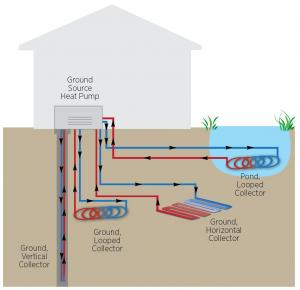 Ground
Source
Heat Pump
Pond,
Looped
Collector
Ground,
Horizontal
Collector
Ground,
Looped
Collector
Ground,
Vertical
Collector